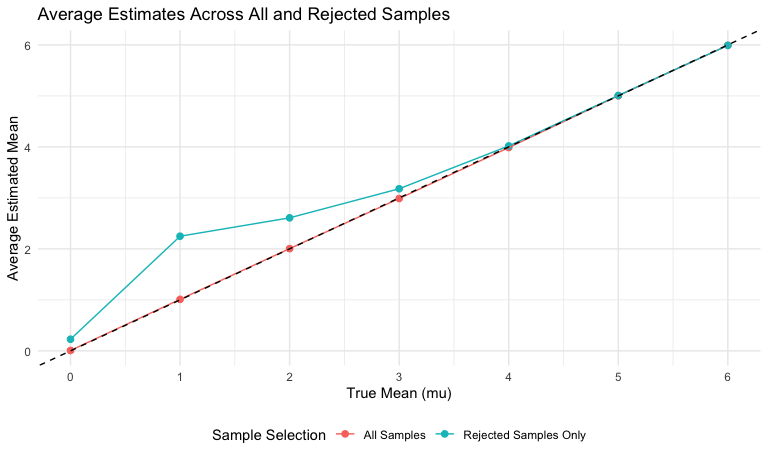 Average Estimates Across All and Rejected Samples
Average Estimated Mean
6
4
2
0
0 1 2 3 4 5 6
True Mean (mu)
Sample Selection All Samples Rejected Samples Only